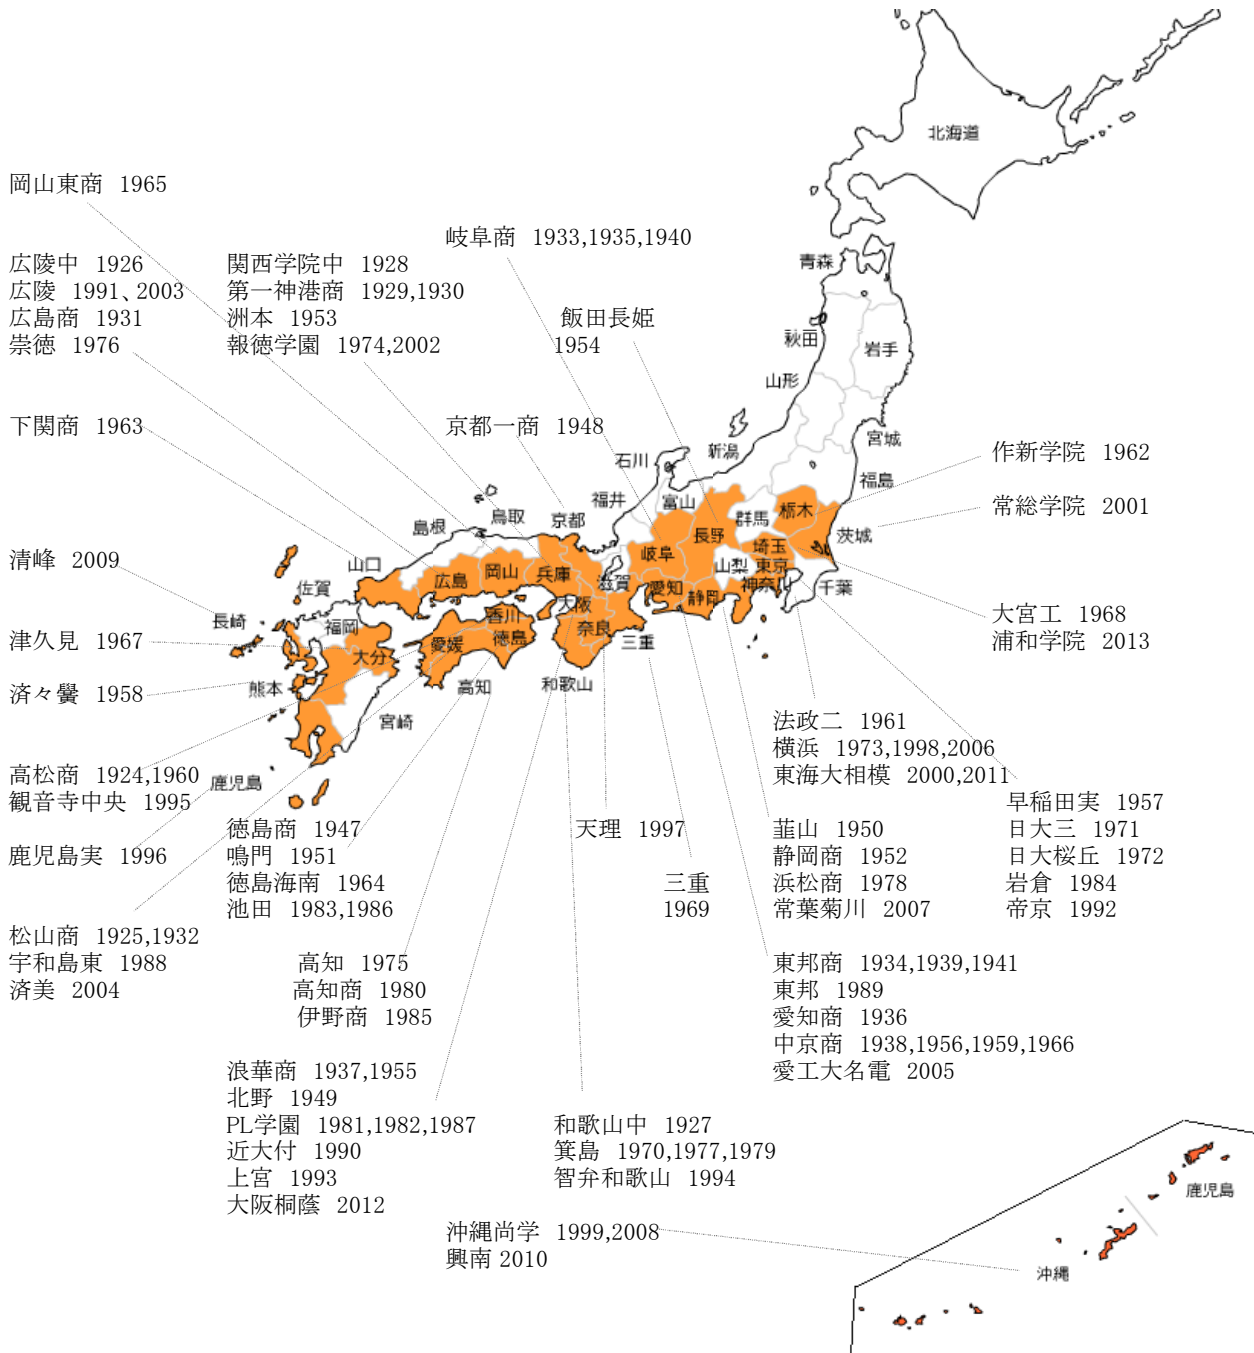 北海道
岡山東商 1965
岐阜商 1933,1935,1940
青森
広陵中 1926
広陵 1991、2003
広島商 1931
崇徳 1976
関西学院中 1928
第一神港商 1929,1930
洲本 1953
報徳学園 1974,2002
飯田長姫
1954
秋田
岩手
山形
下関商 1963
京都一商 1948
宮城
新潟
石川
作新学院 1962
福島
富山
福井
常総学院 2001
栃木
群馬
茨城
鳥取
京都
島根
長野
埼玉
岐阜
清峰 2009
山口
広島
岡山
兵庫
滋賀
山梨
東京
神奈川
千葉
佐賀
愛知
静岡
大阪
香川
大宮工 1968
浦和学院 2013
長崎
福岡
奈良
徳島
愛媛
三重
津久見 1967
大分
済々黌 1958
熊本
高知
和歌山
宮崎
法政二 1961
横浜 1973,1998,2006
東海大相模 2000,2011
高松商 1924,1960
観音寺中央 1995
鹿児島
早稲田実 1957
日大三 1971
日大桜丘 1972
岩倉 1984
帝京 1992
鹿児島実 1996
徳島商 1947
鳴門 1951
徳島海南 1964
池田 1983,1986
天理 1997
三重
1969
韮山 1950
静岡商 1952
浜松商 1978
常葉菊川 2007
松山商 1925,1932
宇和島東 1988
済美 2004
高知 1975
高知商 1980
伊野商 1985
東邦商 1934,1939,1941
東邦 1989
愛知商 1936
中京商 1938,1956,1959,1966
愛工大名電 2005
浪華商 1937,1955
北野 1949
PL学園 1981,1982,1987
近大付 1990
上宮 1993
大阪桐蔭 2012
和歌山中 1927
箕島 1970,1977,1979
智弁和歌山 1994
沖縄尚学 1999,2008
興南 2010
鹿児島
沖縄